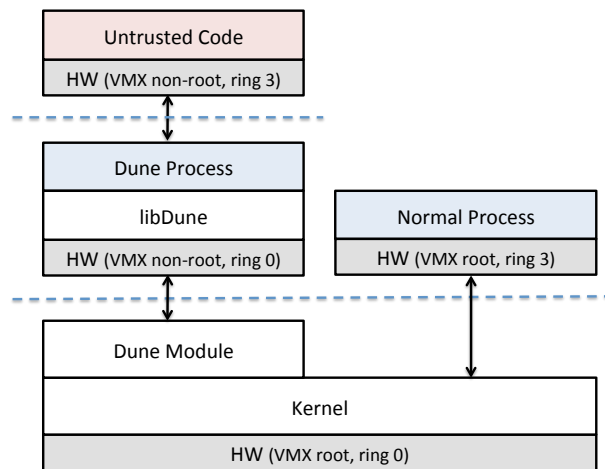 Untrusted Code
HW (VMX non-root, ring 3)
Dune Process
libDune
HW (VMX non-root, ring 0)
Normal Process
HW (VMX root, ring 3)
Dune Module
Kernel
HW (VMX root, ring 0)